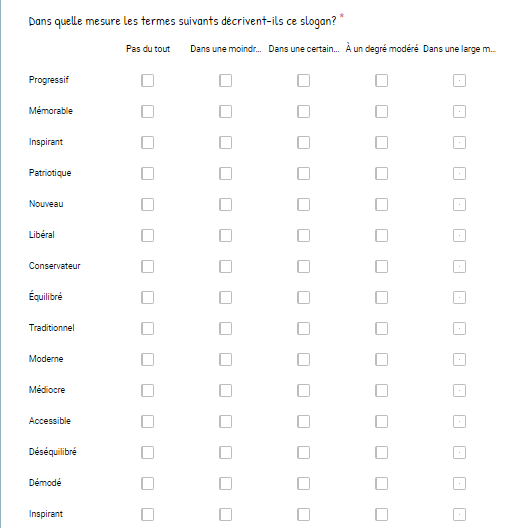 Dans quelle mesure les termes suivants décrivent-ils ce slogan? *
Pas du tout Dans une moindr... Dans une certain... À un degré modéré Dans une large m...
Progressif
Mémorable
Inspirant
Patriotique
Nouveau
Libéral
Conservateur
Équilibré
Traditionnel
Moderne
Médiocre
Accessible
Déséquilibré
Démodé
Inspirant